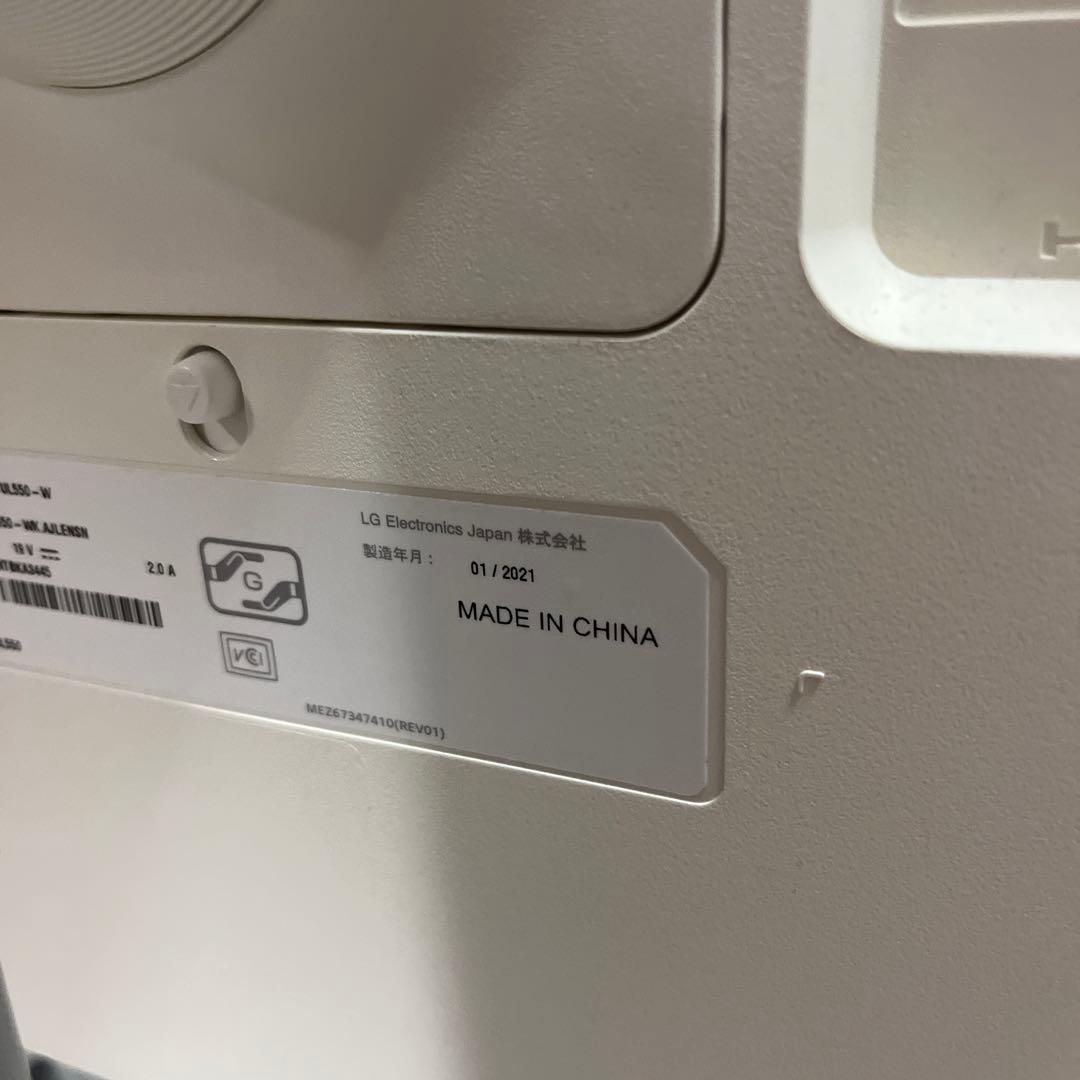 UL550-W
50-WK.AJLENSN
19 V ⎓ 2.0 A
LG Electronics Japan 株式会社
製造年月： 01 / 2021
MADE IN CHINA
G
VCI
MEZ67347410(REV01)
H